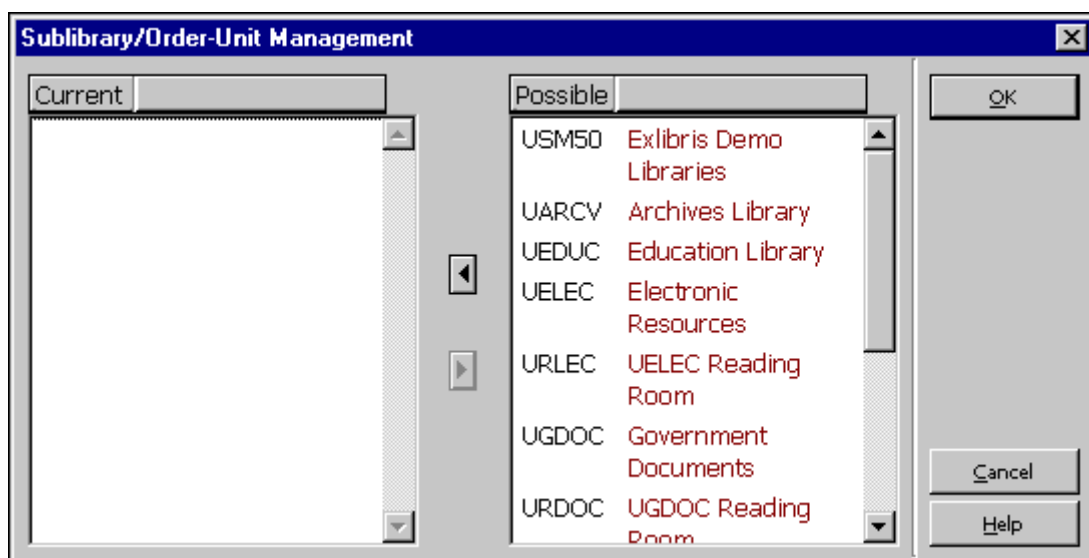 Sublibrary/Order-Unit Management
Current
Possible
USM50 Exlibris Demo
Libraries
UARCV Archives Library
UEDUC Education Library
UELEC Electronic
Resources
URLEC UELEC Reading
Room
UGDOC Government
Documents
URDOC UGDOC Reading
Room
OK
Cancel
Help